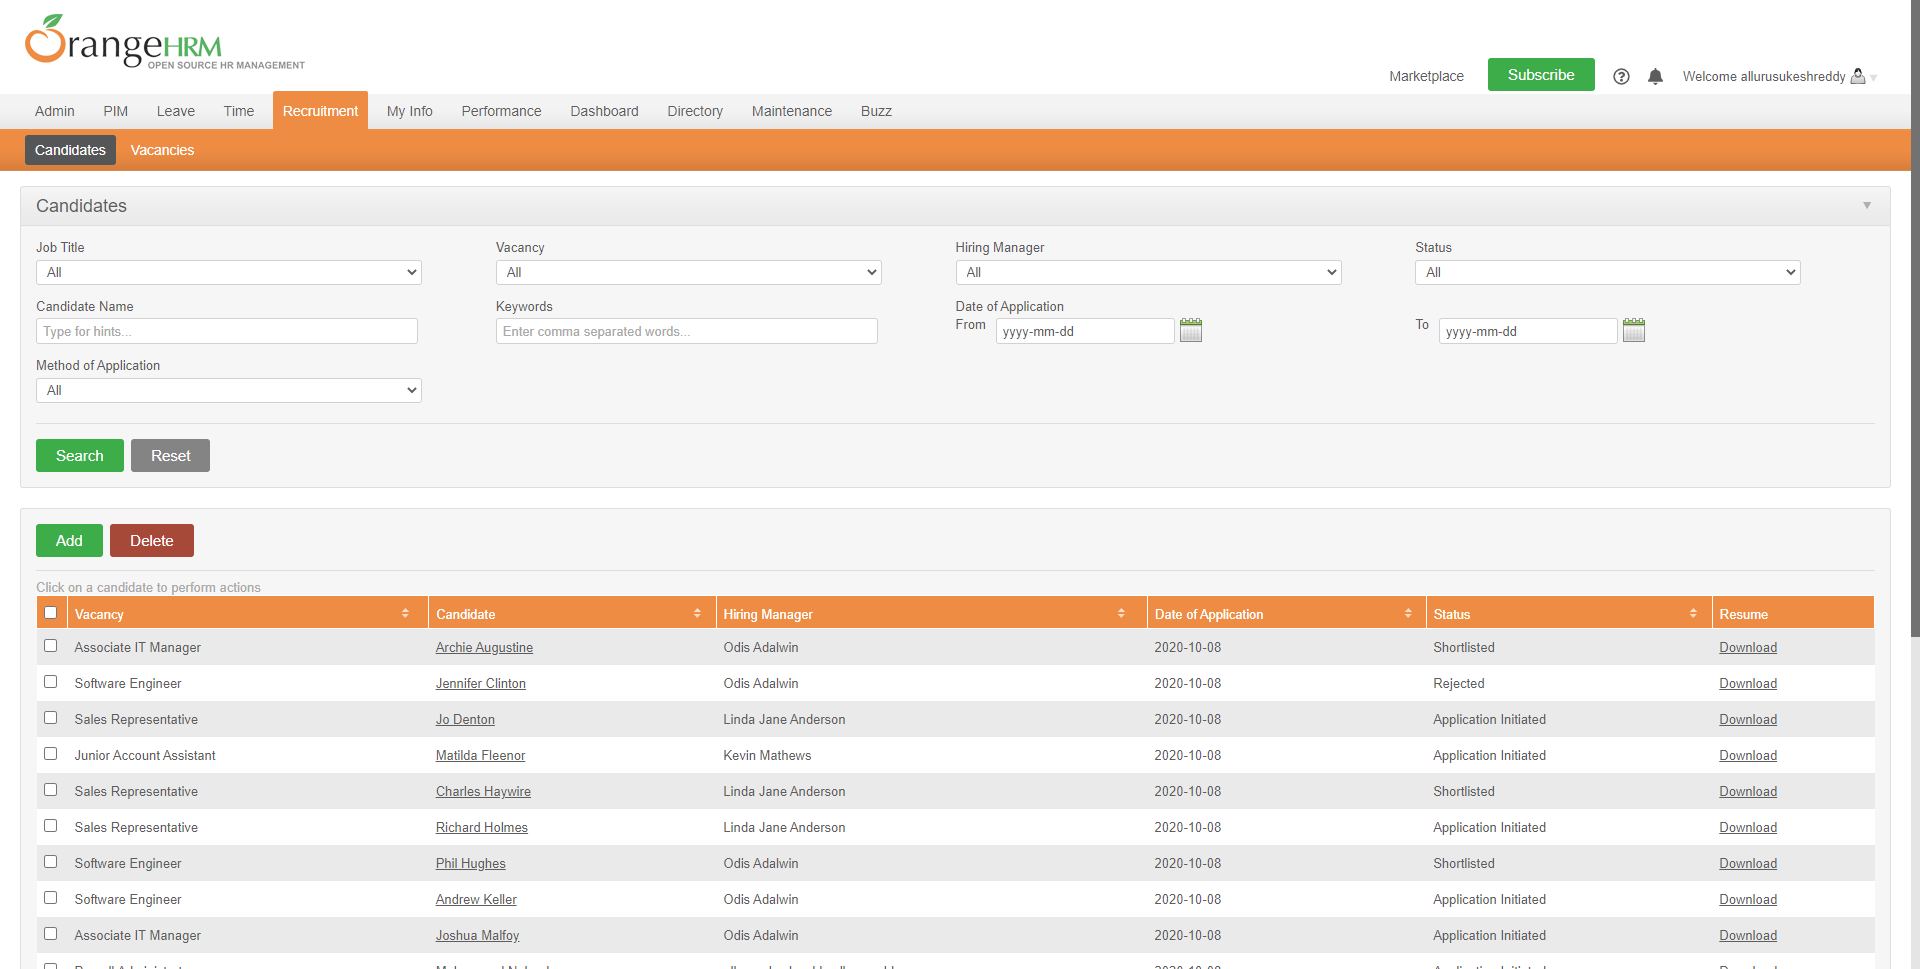 OrangeHRM
OPEN SOURCE HR MANAGEMENT
Marketplace Subscribe Welcome allurusukeshreddy
Admin PIM Leave Time Recruitment My Info Performance Dashboard Directory Maintenance Buzz
Candidates Vacancies
Candidates
Job Title Vacancy Hiring Manager Status
All All All All
Candidate Name Keywords Date of Application
Type for hints... Enter comma separated words... From yyyy-mm-dd To yyyy-mm-dd
Method of Application
All
Search Reset
Add Delete
Click on a candidate to perform actions
Vacancy Candidate Hiring Manager Date of Application Status Resume
Associate IT Manager Archie Augustine Odis Adalwin 2020-10-08 Shortlisted Download
Software Engineer Jennifer Clinton Odis Adalwin 2020-10-08 Rejected Download
Sales Representative Jo Denton Linda Jane Anderson 2020-10-08 Application Initiated Download
Junior Account Assistant Matilda Fleenor Kevin Mathews 2020-10-08 Application Initiated Download
Sales Representative Charles Haywire Linda Jane Anderson 2020-10-08 Shortlisted Download
Sales Representative Richard Holmes Linda Jane Anderson 2020-10-08 Application Initiated Download
Software Engineer Phil Hughes Odis Adalwin 2020-10-08 Shortlisted Download
Software Engineer Andrew Keller Odis Adalwin 2020-10-08 Application Initiated Download
Associate IT Manager Joshua Malfoy Odis Adalwin 2020-10-08 Application Initiated Download